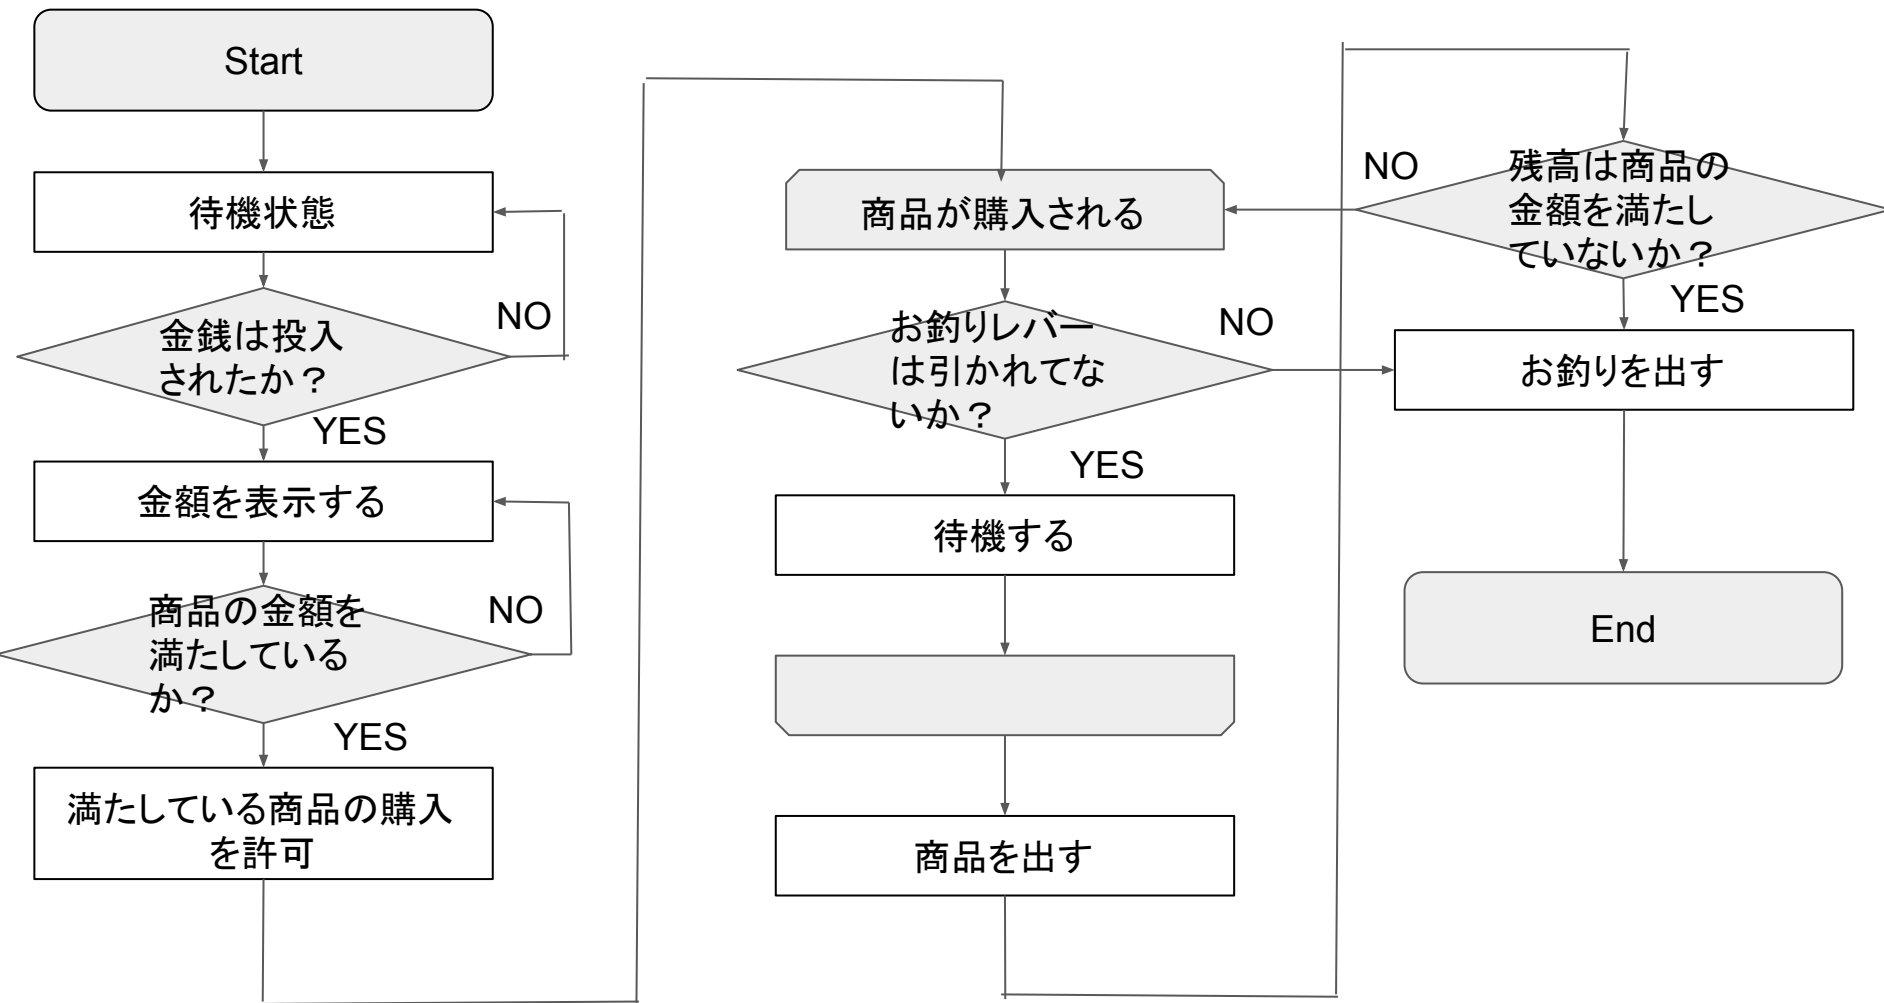 Start
待機状態
NO
金銭は投入
されたか？
YES
金額を表示する
NO
商品の金額を
満たしている
か？
YES
満たしている商品の購入
を許可
商品が購入される
NO
お釣りレバー
は引かれてな
いか？
YES
待機する
商品を出す
NO
残高は商品の
金額を満たし
ていないか？
YES
お釣りを出す
End